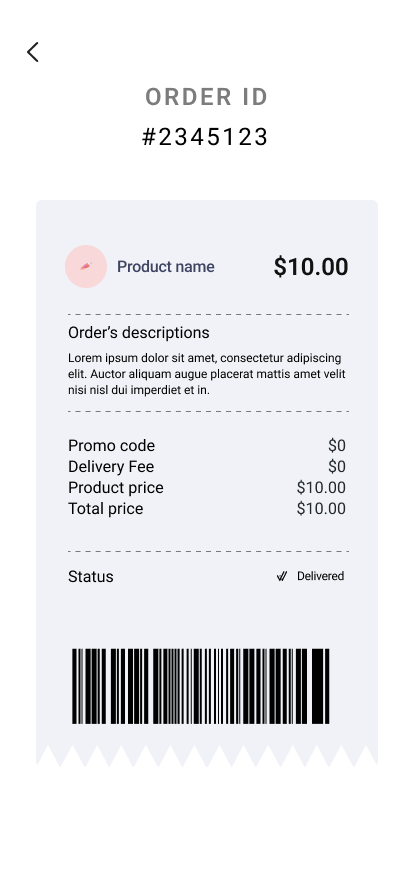 ORDER ID
#2345123
Product name $10.00
Order's descriptions
Lorem ipsum dolor sit amet, consectetur adipiscing
elit. Auctor aliquam augue placerat mattis amet velit
nisi nisl dui imperdiet et in.
Promo code $0
Delivery Fee $0
Product price $10.00
Total price $10.00
Status Delivered